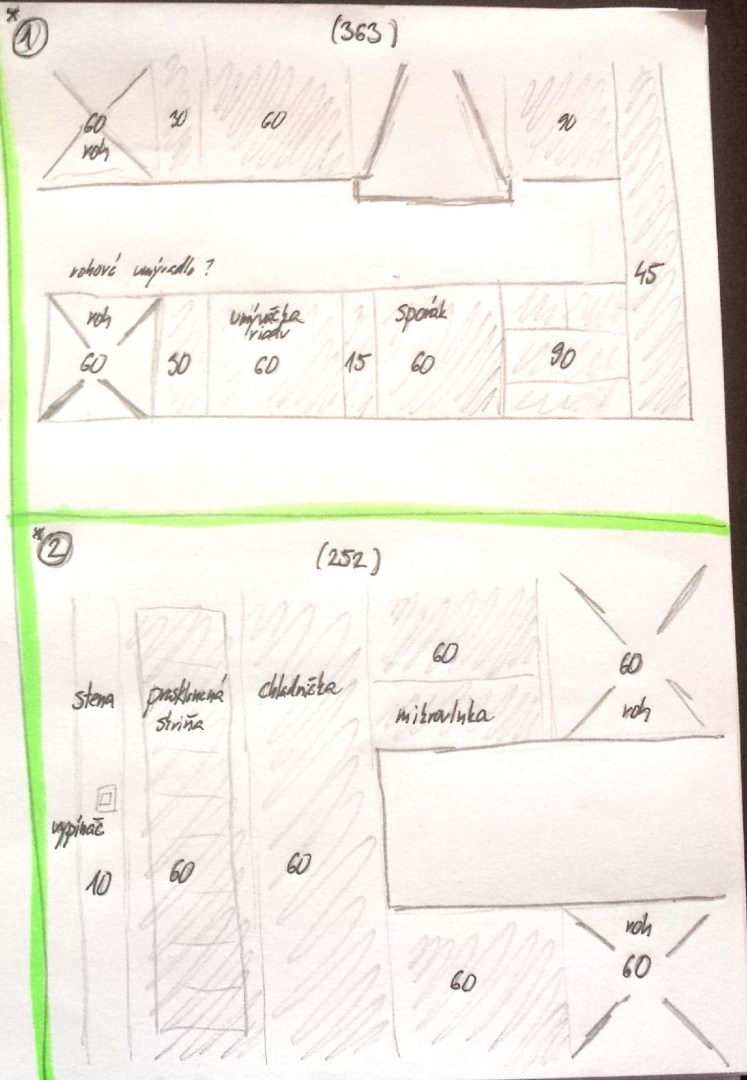 *
1
(363)
60
roh
30
60
90
45
rohové umývadlo?
roh
60
30
umývačka
riadu
60
15
sporák
60
90
*
2
(252)
stena
vypínač
10
presklenená
skriňa
60
chladnička
60
60
mikrovlnka
60
roh
60
roh
60